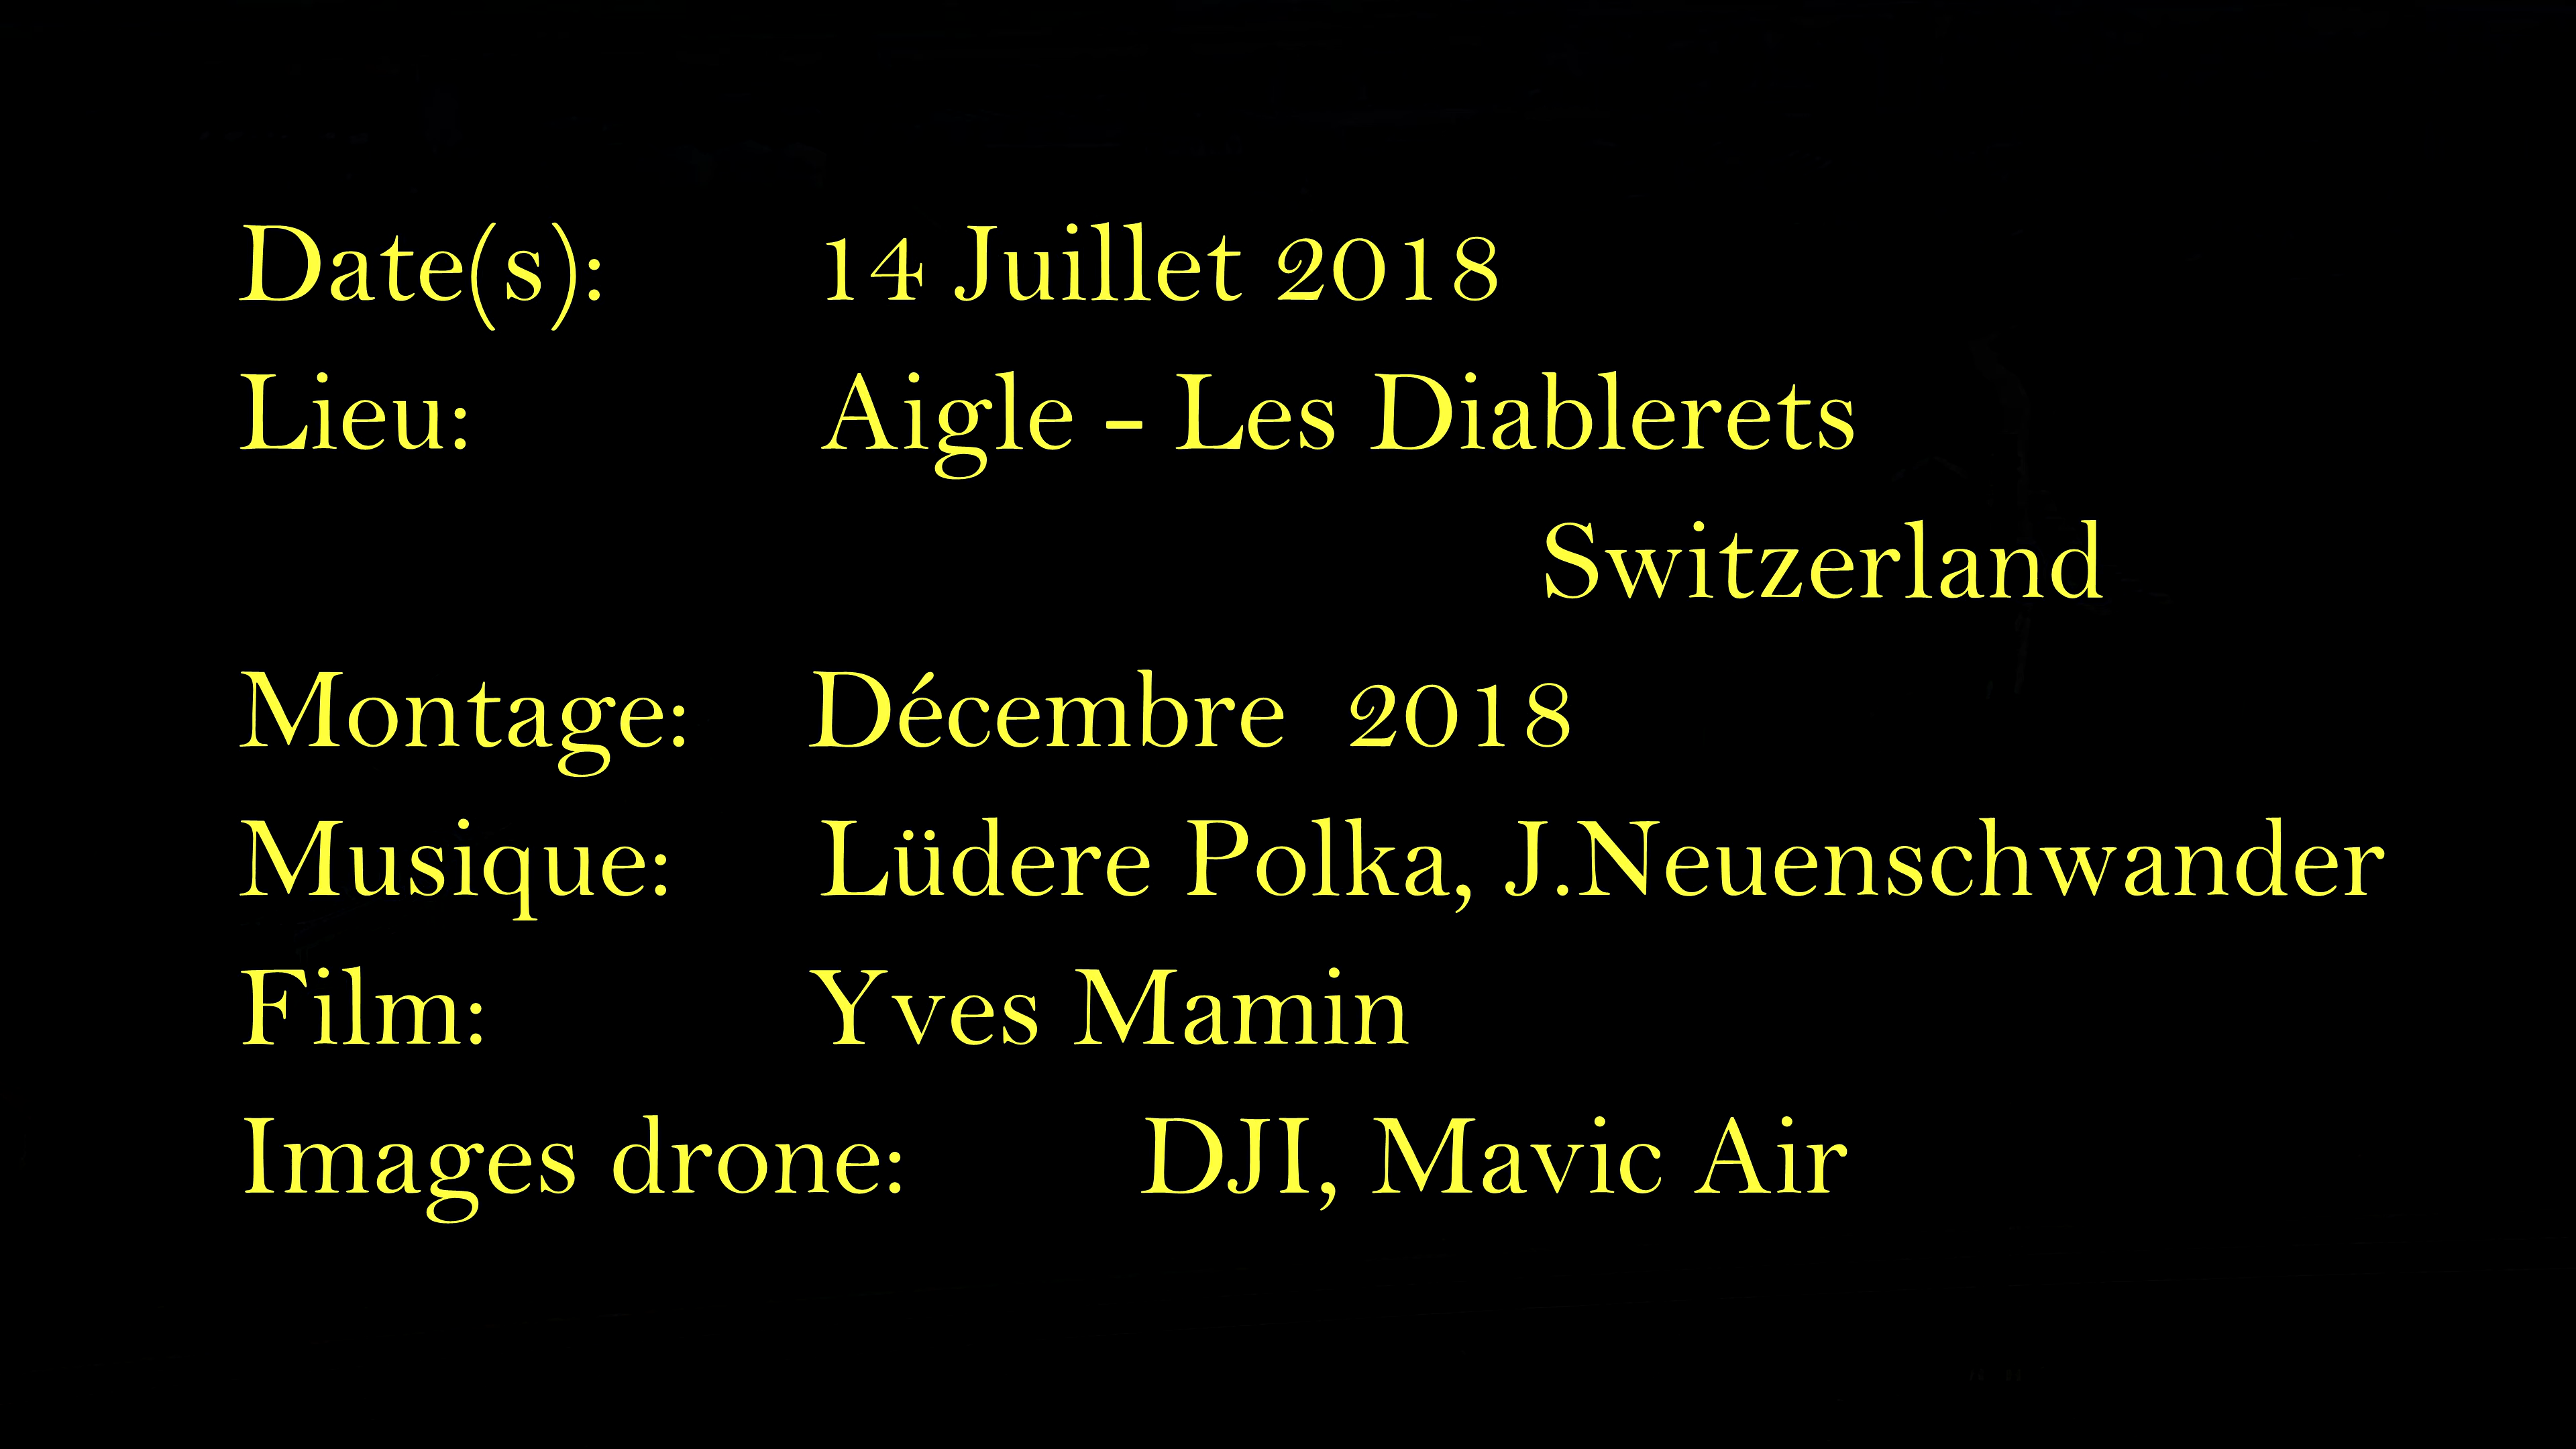 Date(s): 14 Juillet 2018
Lieu: Aigle - Les Diablerets
Switzerland
Montage: Décembre 2018
Musique: Lüdere Polka, J.Neuenschwander
Film: Yves Mamin
Images drone: DJI, Mavic Air